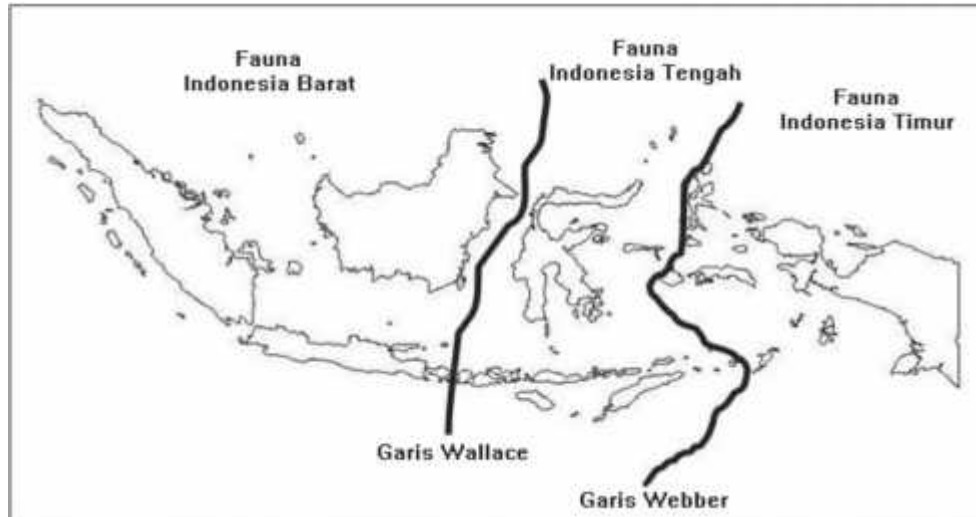 Fauna
Indonesia Barat
Fauna
Indonesia Tengah
Fauna
Indonesia Timur
Garis Wallace
Garis Webber